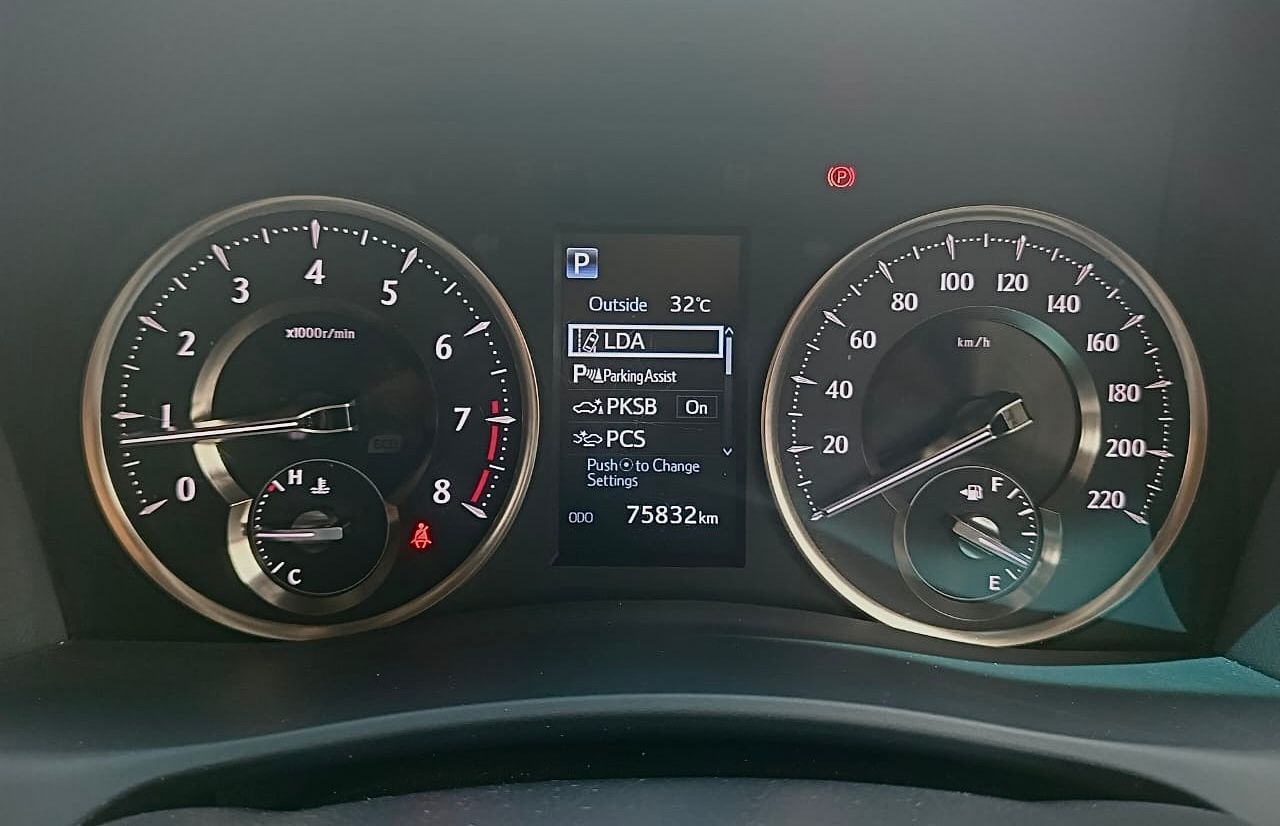 0
1
2
3
4
5
6
7
8
x1000r/min
H
C
P
Outside 32°C
LDA
P Parking Assist
PKSB On
PCS
Push to Change
Settings
ODO 75832km
P
20
40
60
80
100
120
140
160
180
200
220
km/h
F
E